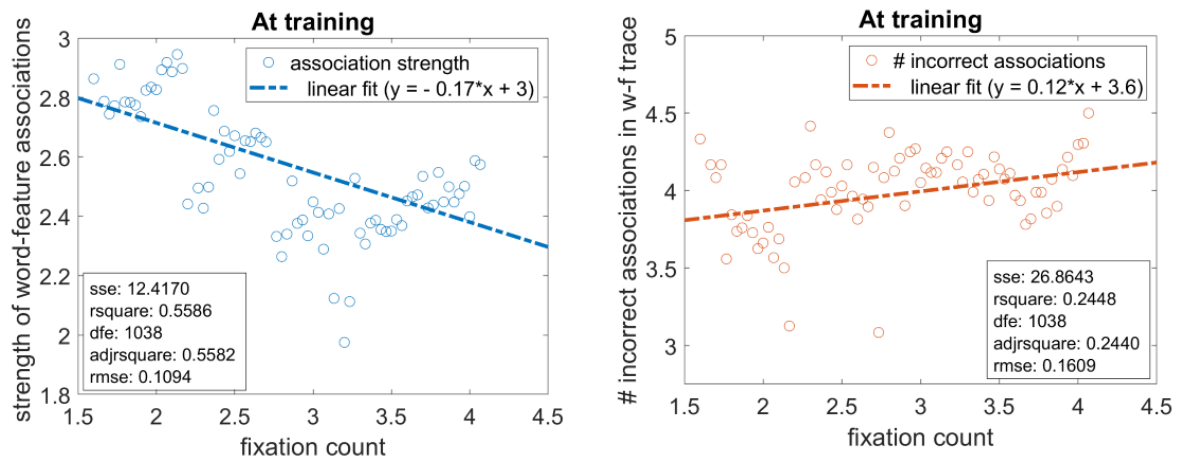 At training
strength of word-feature associations
3
2.8
2.6
2.4
2.2
2
1.8
association strength
linear fit (y = - 0.17*x + 3)
sse: 12.4170
rsquare: 0.5586
dfe: 1038
adjrsquare: 0.5582
rmse: 0.1094
1.5 2 2.5 3 3.5 4 4.5
fixation count
At training
# incorrect associations in w-f trace
5
4.5
4
3.5
3
# incorrect associations
linear fit (y = 0.12*x + 3.6)
sse: 26.8643
rsquare: 0.2448
dfe: 1038
adjrsquare: 0.2440
rmse: 0.1609
1.5 2 2.5 3 3.5 4 4.5
fixation count